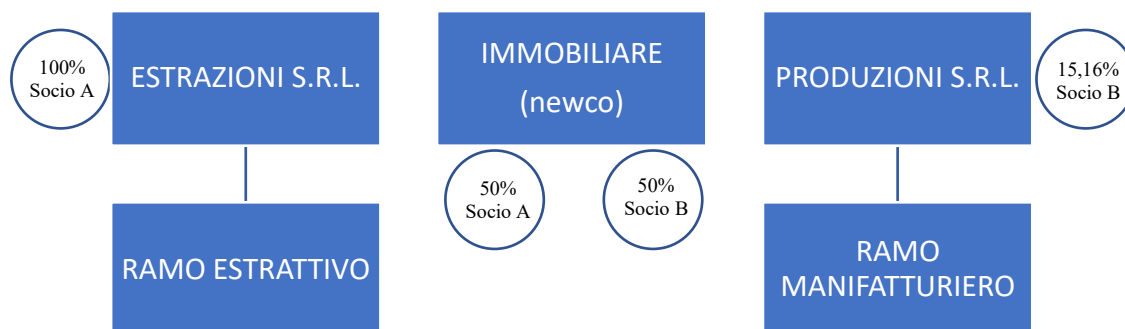 100%
Socio A
ESTRAZIONI S.R.L.
IMMOBILIARE
(newco)
PRODUZIONI S.R.L.
15,16%
Socio B
50%
Socio A
50%
Socio B
RAMO ESTRATTIVO
RAMO
MANIFATTURIERO